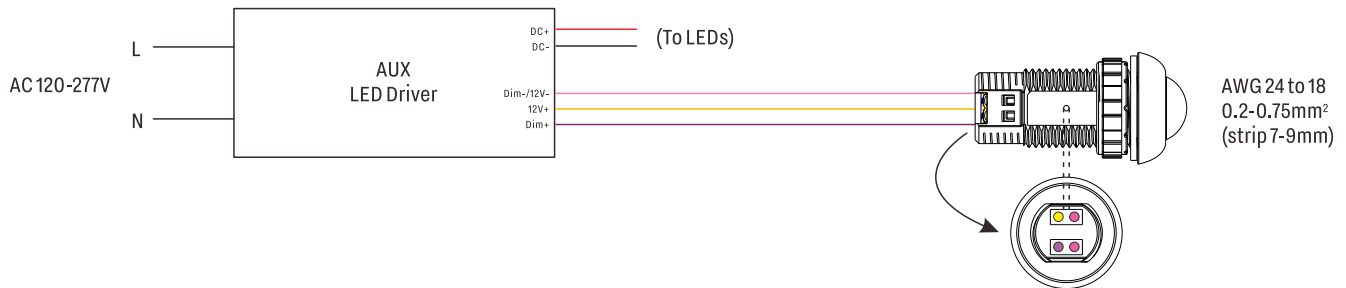 AC 120-277V
L
N
AUX
LED Driver
DC+
DC-
(To LEDs)
Dim-/12V-
12V+
Dim+
AWG 24 to 18
0.2-0.75mm²
(strip 7-9mm)